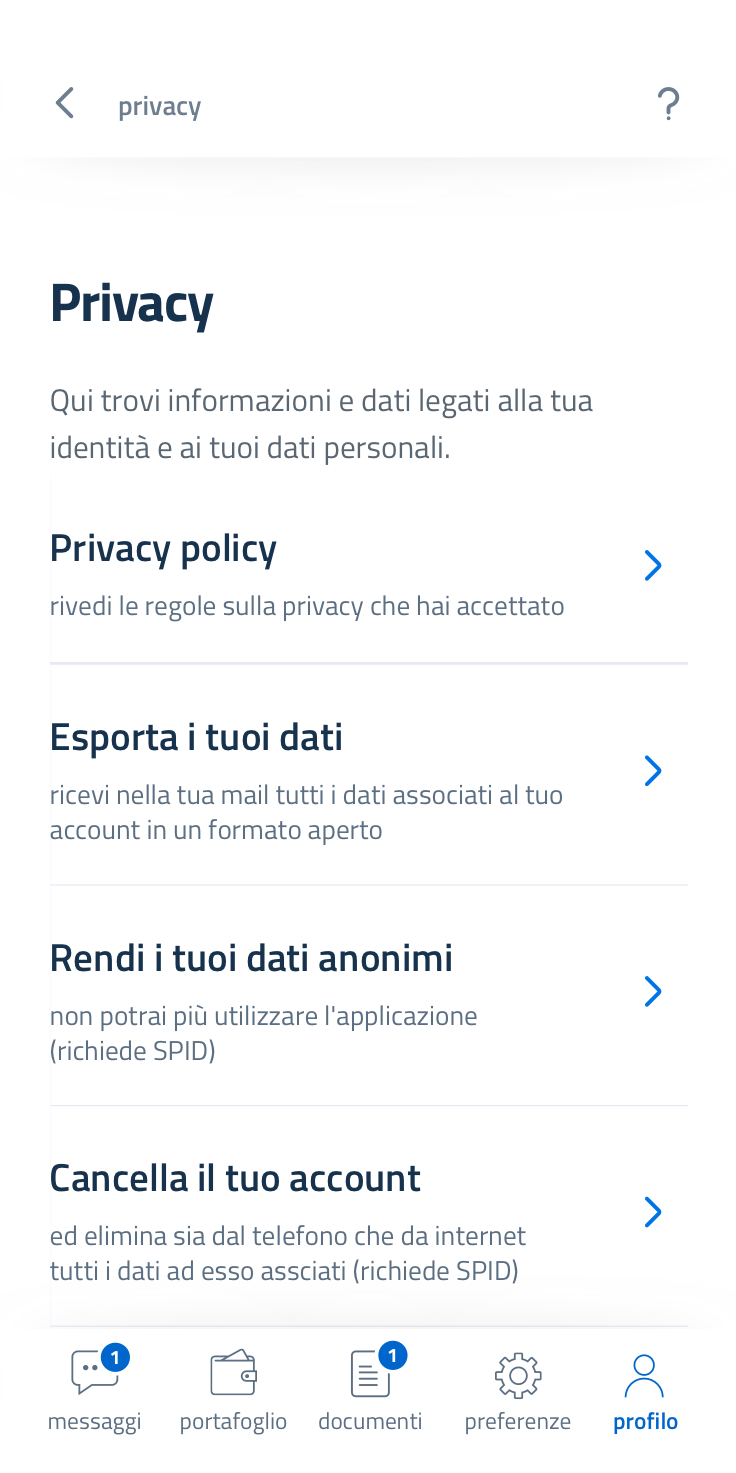 privacy
Privacy
Qui trovi informazioni e dati legati alla tua
identità e ai tuoi dati personali.
Privacy policy
rivedi le regole sulla privacy che hai accettato
Esporta i tuoi dati
ricevi nella tua mail tutti i dati associati al tuo
account in un formato aperto
Rendi i tuoi dati anonimi
non potrai più utilizzare l'applicazione
(richiede SPID)
Cancella il tuo account
ed elimina sia dal telefono che da internet
tutti i dati ad esso assciati (richiede SPID)
1 1
messaggi portafoglio documenti preferenze profilo